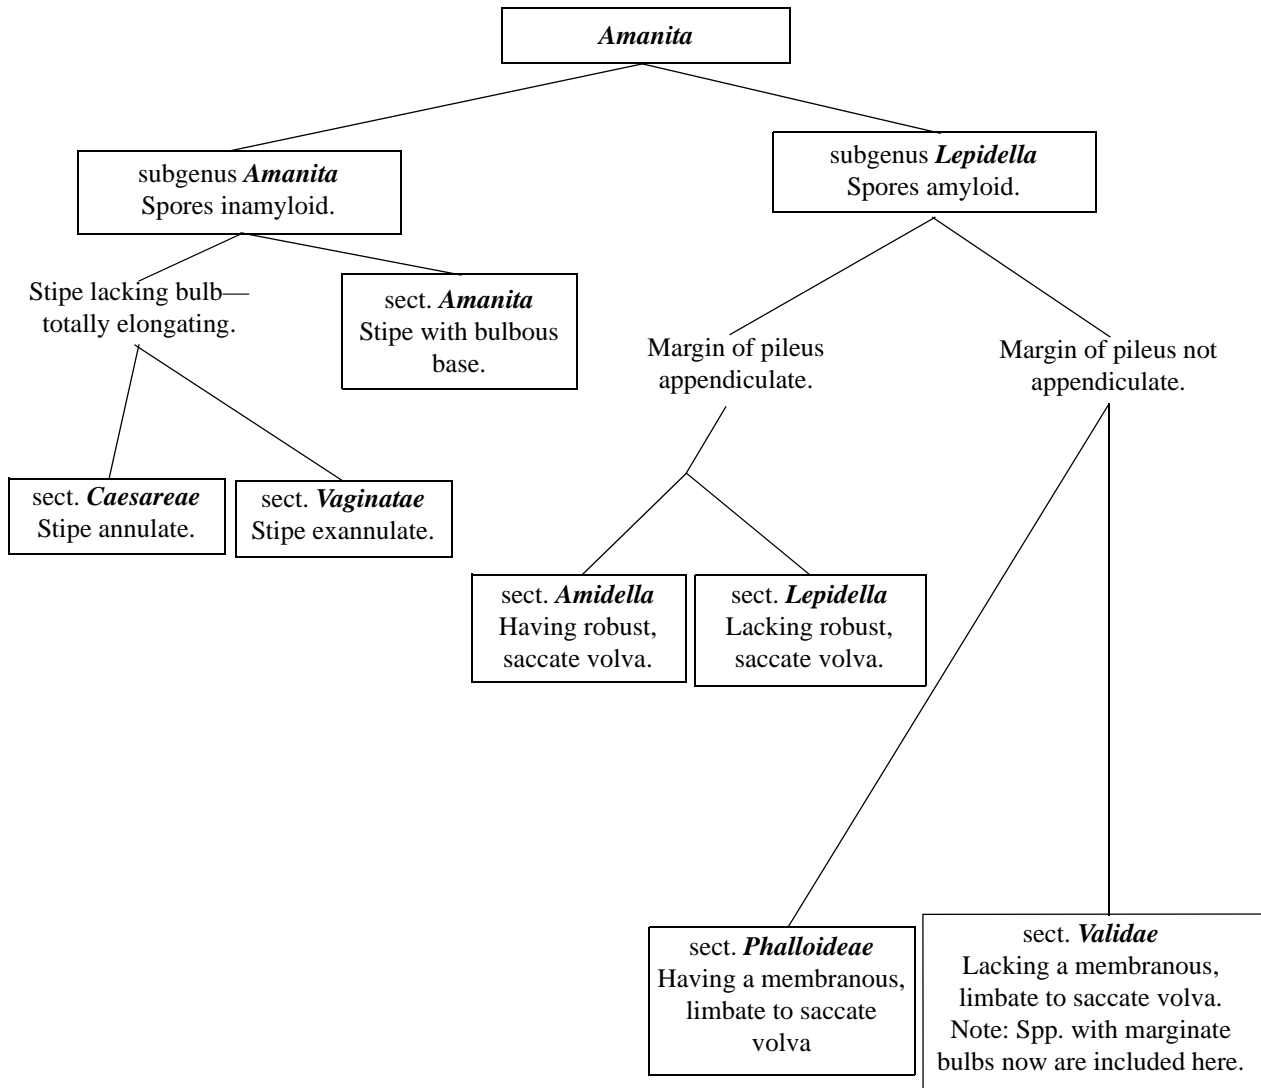 Amanita
subgenus Amanita
Spores inamyloid.
subgenus Lepidella
Spores amyloid.
Stipe lacking bulb—
totally elongating.
sect. Amanita
Stipe with bulbous
base.
Margin of pileus
appendiculate.
Margin of pileus not
appendiculate.
sect. Caesareae
Stipe annulate.
sect. Vaginatae
Stipe exannulate.
sect. Amidella
Having robust,
saccate volva.
sect. Lepidella
Lacking robust,
saccate volva.
sect. Phalloideae
Having a membranous,
limbate to saccate
volva
sect. Validae
Lacking a membranous,
limbate to saccate volva.
Note: Spp. with marginate
bulbs now are included here.